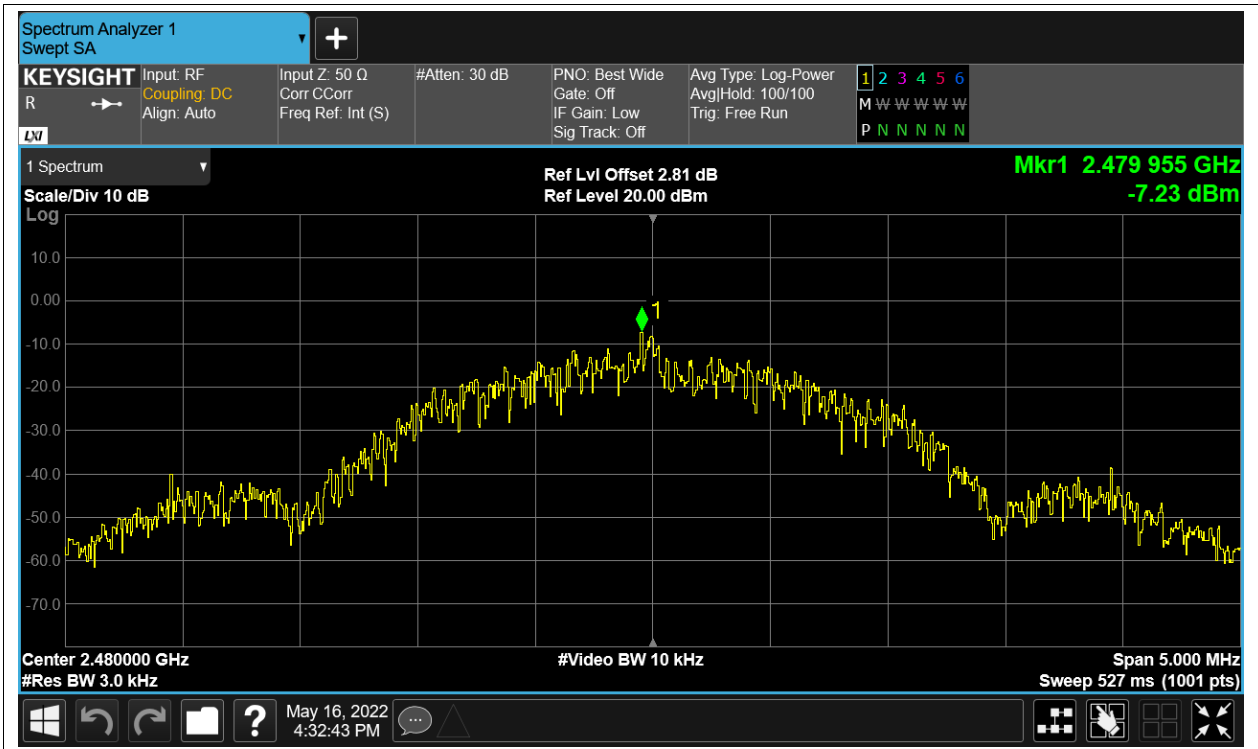 Spectrum Analyzer 1
Swept SA
+
KEYSIGHT
R
LXI
Input: RF
Coupling: DC
Align: Auto
Input Z: 50 Ω
Corr CCorr
Freq Ref: Int (S)
#Atten: 30 dB
PNO: Best Wide
Gate: Off
IF Gain: Low
Sig Track: Off
Avg Type: Log-Power
Avg|Hold: 100/100
Trig: Free Run
1 2 3 4 5 6
M W W W W W W
P N N N N N N
1 Spectrum
Scale/Div 10 dB
Log
Ref Lvl Offset 2.81 dB
Ref Level 20.00 dBm
Mkr1 2.479 955 GHz
-7.23 dBm
10.0
0.00
1
-10.0
-20.0
-30.0
-40.0
-50.0
-60.0
-70.0
Center 2.480000 GHz
#Video BW 10 kHz
Span 5.000 MHz
#Res BW 3.0 kHz
Sweep 527 ms (1001 pts)
?
May 16, 2022
4:32:43 PM